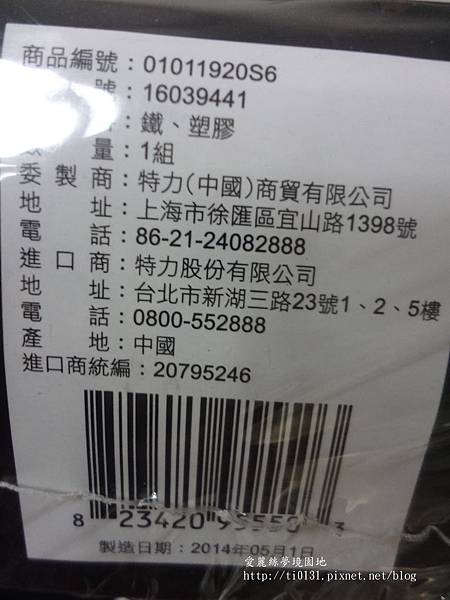 商品編號：01011920S6
號：16039441
：鐵、塑膠
數　量：1組
委製商：特力(中國)商貿有限公司
地　址：上海市徐匯區宜山路1398號
電　話：86-21-24082888
進口商：特力股份有限公司
地　址：台北市新湖三路23號1、2、5樓
電　話：0800-552888
產　地：中國
進口商統編：20795246
8 23420 95550 3
製造日期：2014年05月1日
愛麗絲夢境園地
http://ti0131.pixnet.net/blog